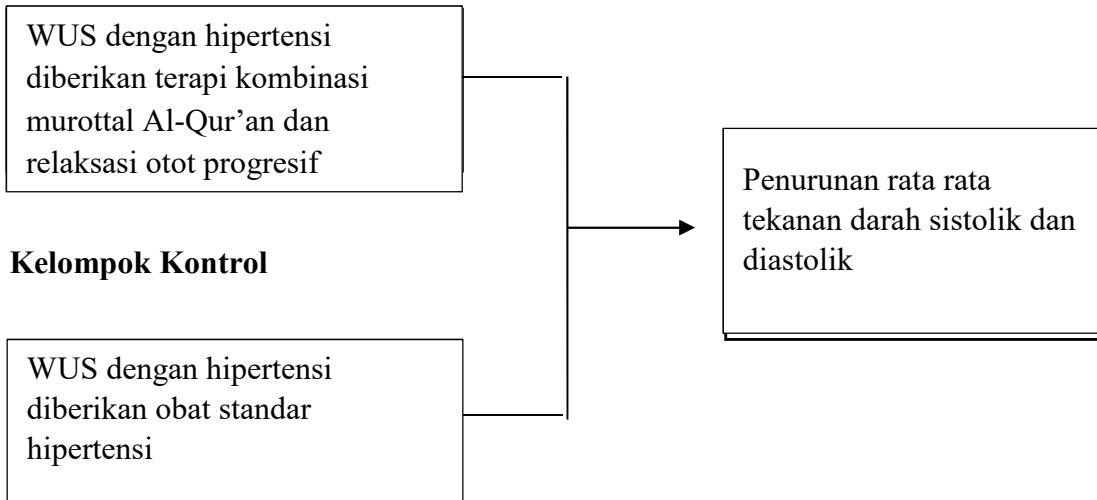 WUS dengan hipertensi
diberikan terapi kombinasi
murottal Al-Qur’an dan
relaksasi otot progresif
Kelompok Kontrol
WUS dengan hipertensi
diberikan obat standar
hipertensi
Penurunan rata rata
tekanan darah sistolik dan
diastolik